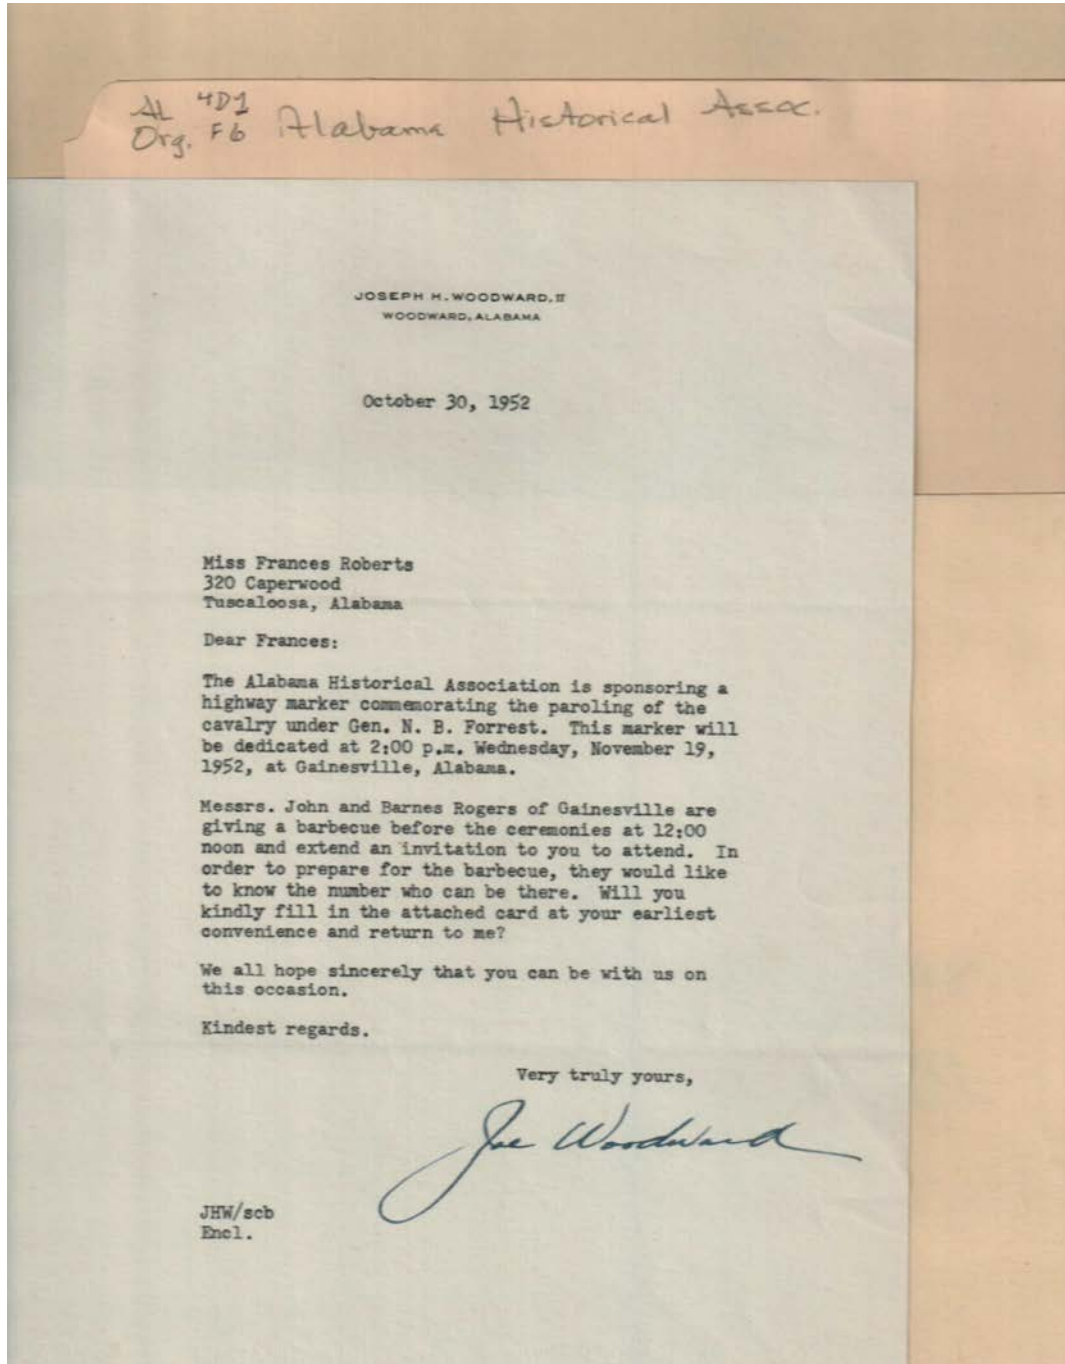 AL 4D1
Org. F6 Alabama Historical Assoc.
JOSEPH H. WOODWARD, II
WOODWARD, ALABAMA
October 30, 1952
Miss Frances Roberts
320 Caperwood
Tuscaloosa, Alabama
Dear Frances:
The Alabama Historical Association is sponsoring a
highway marker commemorating the paroling of the
cavalry under Gen. N. B. Forrest.  This marker will
be dedicated at 2:00 p.m. Wednesday, November 19,
1952, at Gainesville, Alabama.
Messrs. John and Barnes Rogers of Gainesville are
giving a barbecue before the ceremonies at 12:00
noon and extend an invitation to you to attend.  In
order to prepare for the barbecue, they would like
to know the number who can be there.  Will you
kindly fill in the attached card at your earliest
convenience and return to me?
We all hope sincerely that you can be with us on
this occasion.
Kindest regards.
Very truly yours,
Joe Woodward
JHW/scb
Encl.